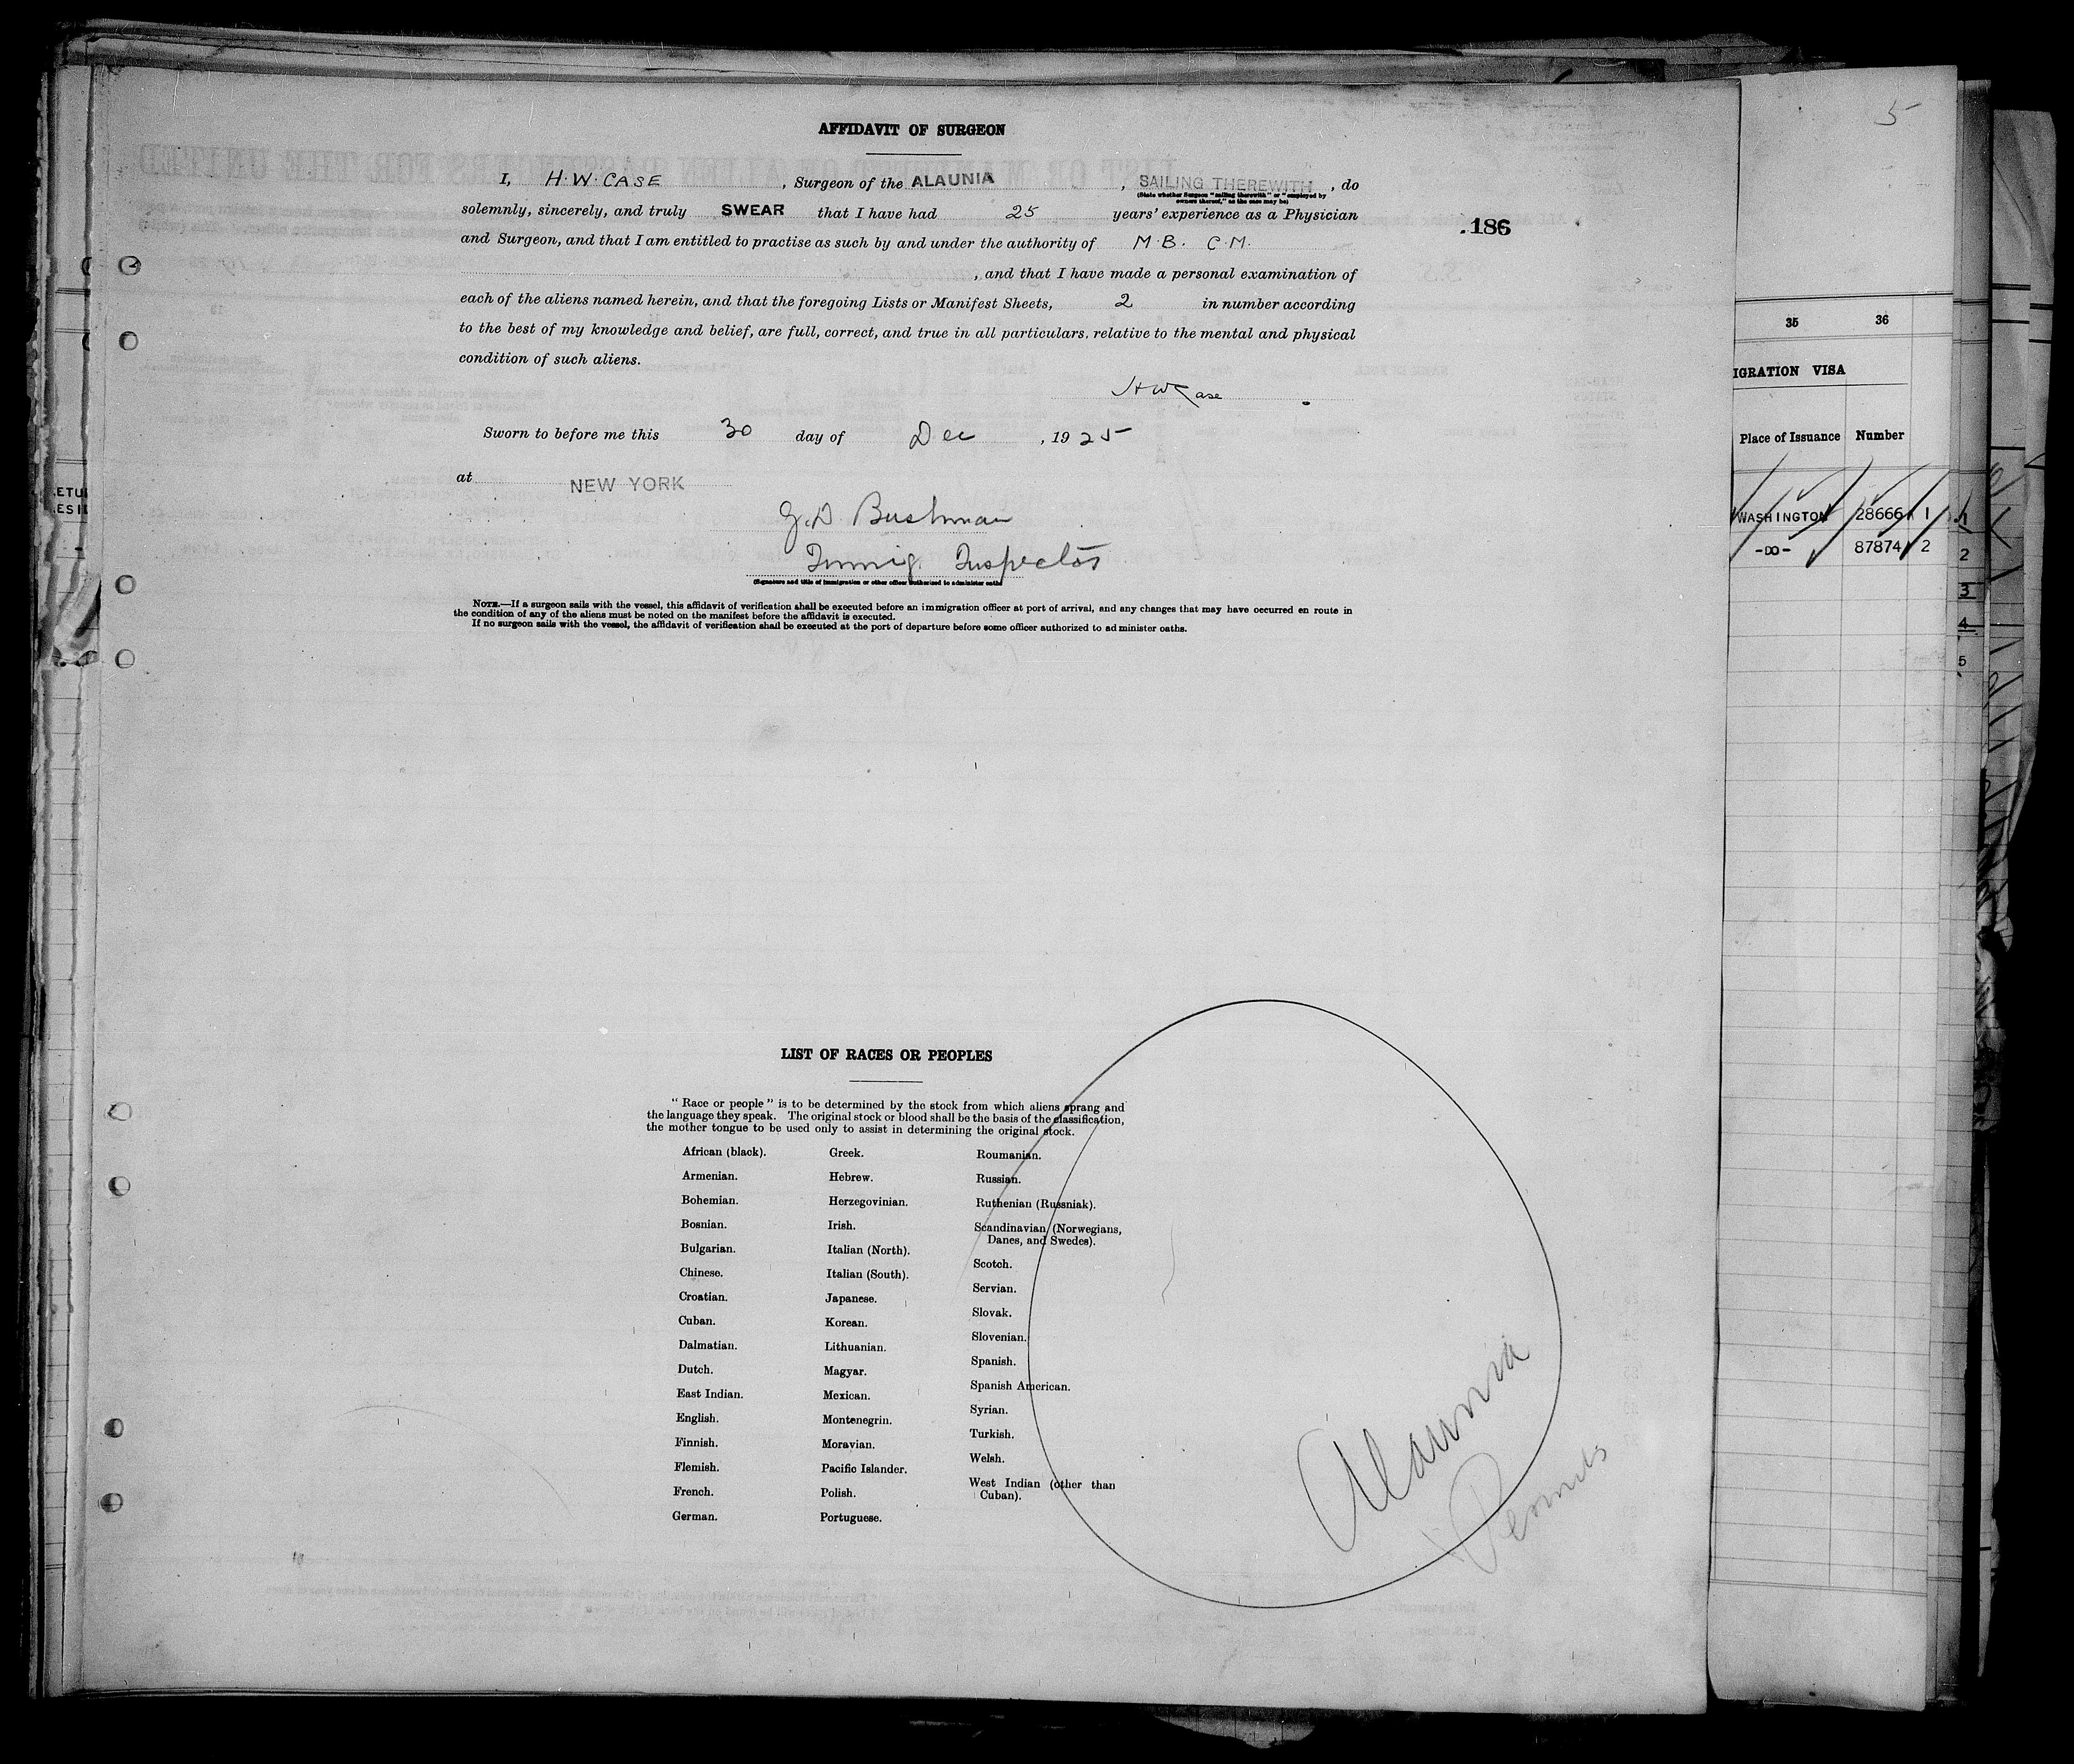 AFFIDAVIT OF SURGEON
I, H. W. CASE, Surgeon of the ALAUNIA, SAILING THEREWITH, do
(State whether Surgeon "sailing therewith" or "employed by
owners thereof," as the case may be)
solemnly, sincerely, and truly SWEAR that I have had 25 years' experience as a Physician
and Surgeon, and that I am entitled to practise as such by and under the authority of M.B. C.M.
, and that I have made a personal examination of
each of the aliens named herein, and that the foregoing Lists or Manifest Sheets, 2 in number according
to the best of my knowledge and belief, are full, correct, and true in all particulars, relative to the mental and physical
condition of such aliens.
H W Case
Sworn to before me this 30 day of Dec, 1925
at NEW YORK
Bushman
Immig. Inspector
(Signature and title of immigration or other officer authorized to administer oaths
NOTE.—If a surgeon sails with the vessel, this affidavit of verification shall be executed before an immigration officer at port of arrival, and any changes that may have occurred en route in
the condition of any of the aliens must be noted on the manifest before the affidavit is executed.
If no surgeon sails with the vessel, the affidavit of verification shall be executed at the port of departure before some officer authorized to administer oaths.
.186
LIST OF RACES OR PEOPLES
"Race or people" is to be determined by the stock from which aliens sprang and
the language they speak. The original stock or blood shall be the basis of the classification,
the mother tongue to be used only to assist in determining the original stock.
African (black).
Armenian.
Bohemian.
Bosnian.
Bulgarian.
Chinese.
Croatian.
Cuban.
Dalmatian.
Dutch.
East Indian.
English.
Finnish.
Flemish.
French.
German.
Greek.
Hebrew.
Herzegovinian.
Irish.
Italian (North).
Italian (South).
Japanese.
Korean.
Lithuanian.
Magyar.
Mexican.
Montenegrin.
Moravian.
Pacific Islander.
Polish.
Portuguese.
Roumanian.
Russian.
Ruthenian (Russniak).
Scandinavian (Norwegians,
Danes, and Swedes).
Scotch.
Servian.
Slovak.
Slovenian.
Spanish.
Spanish American.
Syrian.
Turkish.
Welsh.
West Indian (other than
Cuban).
Alaunia
Permits
5
35 36
IGRATION VISA
Place of Issuance Number
WASHINGTON 28666 1
-DO- 87874 2
1
2
3
4
5
ETU
ESI